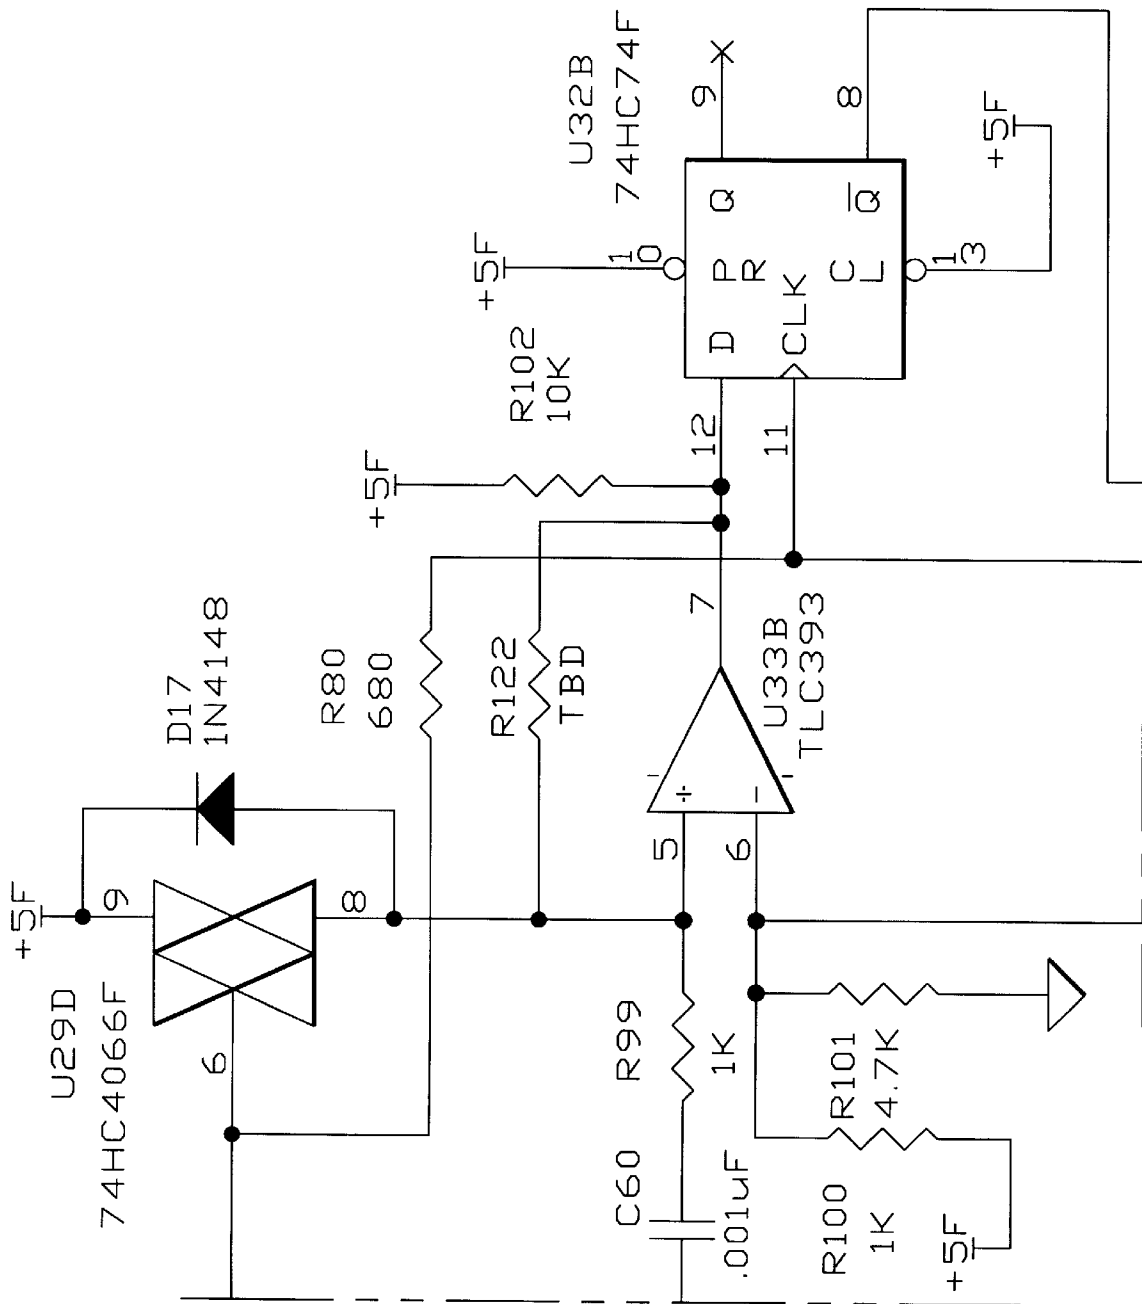 +5F
9
8
6
U29D
74HC4066F
D17
1N4148
R80
680
R122
TBD
+5F
R102
10K
+5F
1
0
U32B
74HC74F
9
8
12
11
D
P
R
Q
CLK
C
L
Q̅
1
3
+5F
7
U33B
TLC393
5
6
+
−
R99
1K
C60
.001uF
R101
4.7K
R100
1K
+5F